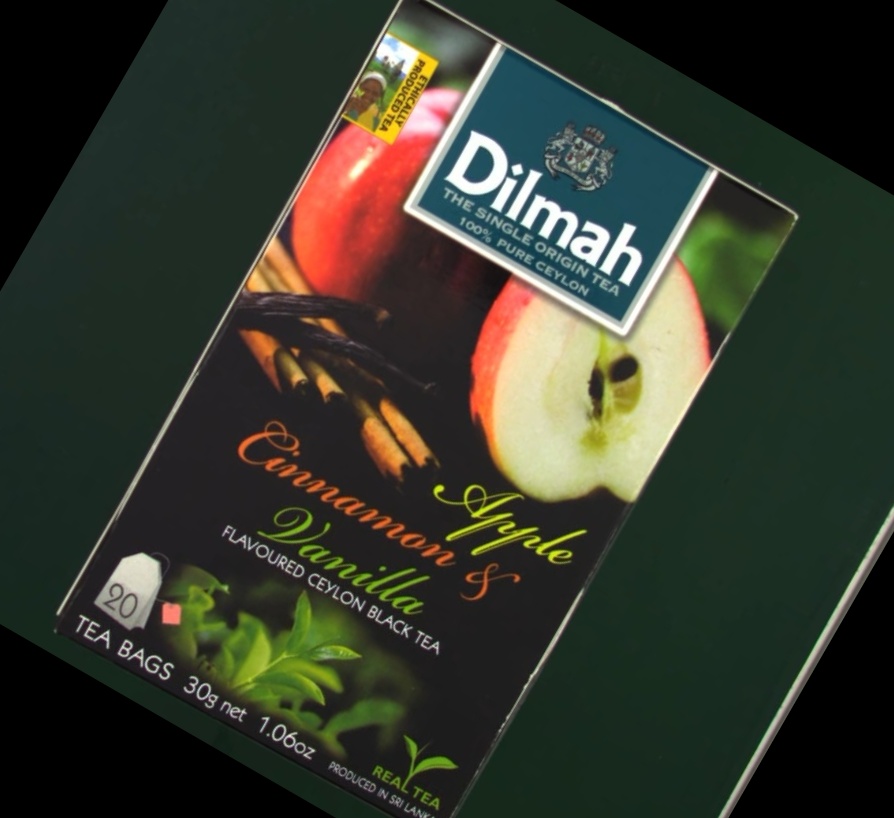 ETHICALLY
PRODUCED TEA
Dilmah
THE SINGLE ORIGIN TEA
100% PURE CEYLON
Apple
Cinnamon &
Vanilla
FLAVOURED CEYLON BLACK TEA
20
TEA BAGS 30g net 1.06oz
REAL TEA
PRODUCED IN SRI LANKA